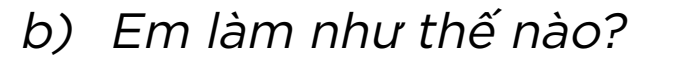 b) Em làm như thế nào?